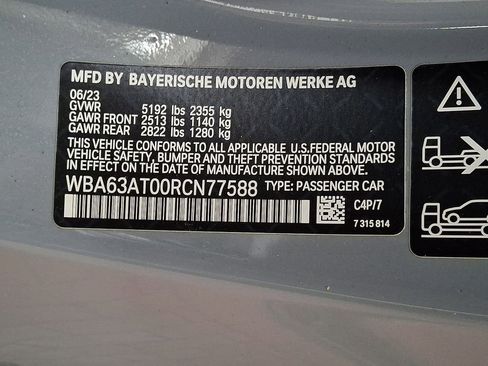 MFD BY BAYERISCHE MOTOREN WERKE AG
06/23
GVWR 5192 lbs 2355 kg
GAWR FRONT 2513 lbs 1140 kg
GAWR REAR 2822 lbs 1280 kg
THIS VEHICLE CONFORMS TO ALL APPLICABLE U.S.FEDERAL MOTOR
VEHICLE SAFETY, BUMPER AND THEFT PREVENTION STANDARDS
IN EFFECT ON THE DATE OF MANUFACTURE SHOWN ABOVE.
WBA63AT00RCN77588 TYPE: PASSENGER CAR
C4P/7
7 315 814